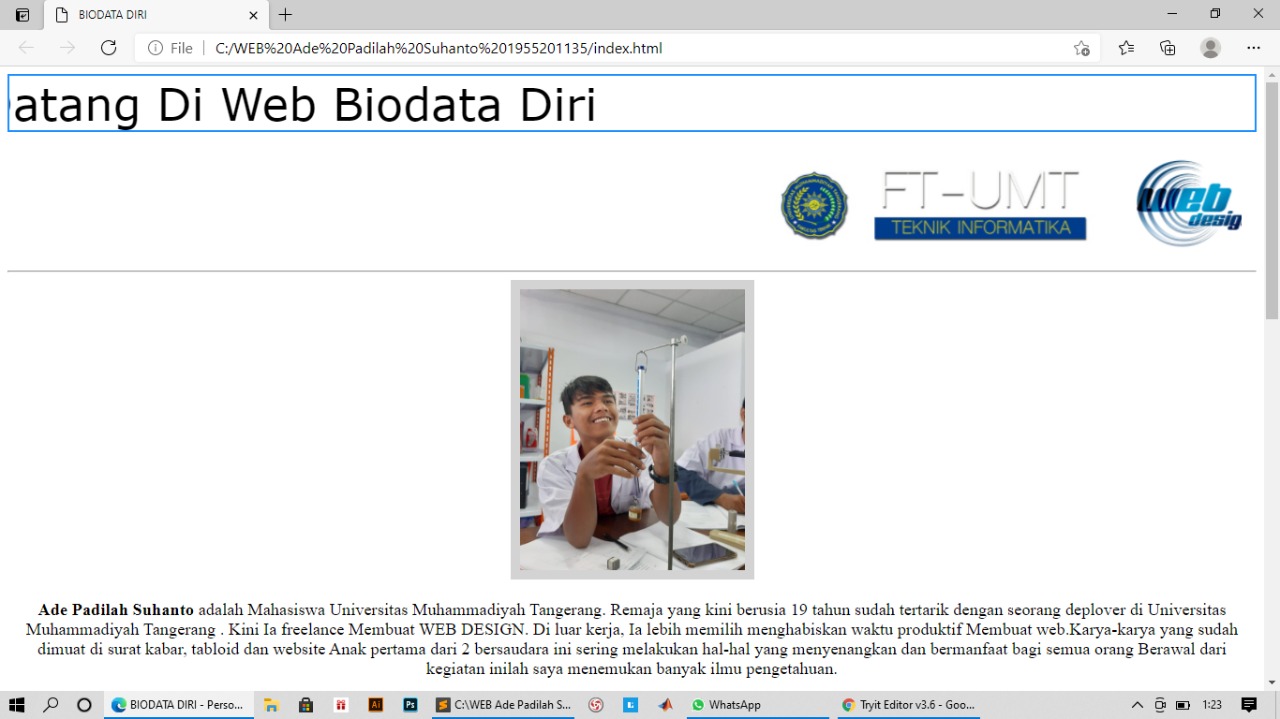 BIODATA DIRI
File
C:/WEB%20Ade%20Padilah%20Suhanto%201955201135/index.html
atang Di Web Biodata Diri
FT-UMT
TEKNIK INFORMATIKA
web
desig
Ade Padilah Suhanto adalah Mahasiswa Universitas Muhammadiyah Tangerang. Remaja yang kini berusia 19 tahun sudah tertarik dengan seorang deplover di Universitas
Muhammadiyah Tangerang . Kini Ia freelance Membuat WEB DESIGN. Di luar kerja, Ia lebih memilih menghabiskan waktu produktif Membuat web.Karya-karya yang sudah
dimuat di surat kabar, tabloid dan website Anak pertama dari 2 bersaudara ini sering melakukan hal-hal yang menyenangkan dan bermanfaat bagi semua orang Berawal dari
kegiatan inilah saya menemukan banyak ilmu pengetahuan.
BIODATA DIRI - Perso...
Ai
Ps
C:\WEB Ade Padilah S...
WhatsApp
Tryit Editor v3.6 - Goo...
1:23